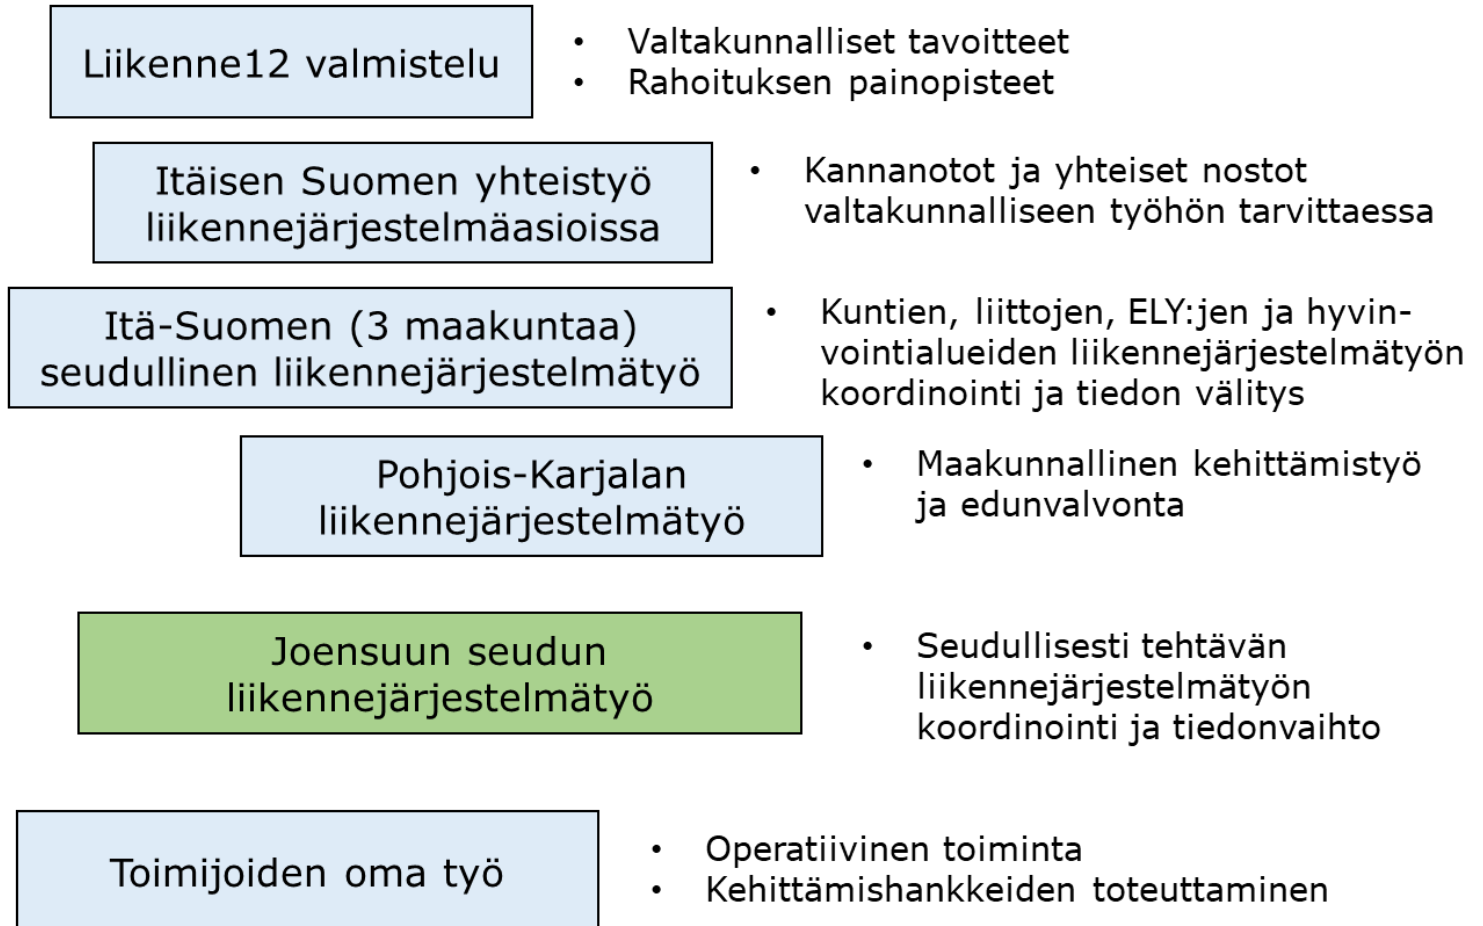 Liikenne12 valmistelu
• Valtakunnalliset tavoitteet
• Rahoituksen painopisteet
Itäisen Suomen yhteistyö
liikennejärjestelmäasioissa
• Kannanotot ja yhteiset nostot
valtakunnalliseen työhön tarvittaessa
Itä-Suomen (3 maakuntaa)
seudullinen liikennejärjestelmätyö
• Kuntien, liittojen, ELY:jen ja hyvin-
vointialueiden liikennejärjestelmätyön
koordinointi ja tiedon välitys
Pohjois-Karjalan
liikennejärjestelmätyö
• Maakunnallinen kehittämistyö
ja edunvalvonta
Joensuun seudun
liikennejärjestelmätyö
• Seudullisesti tehtävän
liikennejärjestelmätyön
koordinointi ja tiedonvaihto
Toimijoiden oma työ
• Operatiivinen toiminta
• Kehittämishankkeiden toteuttaminen